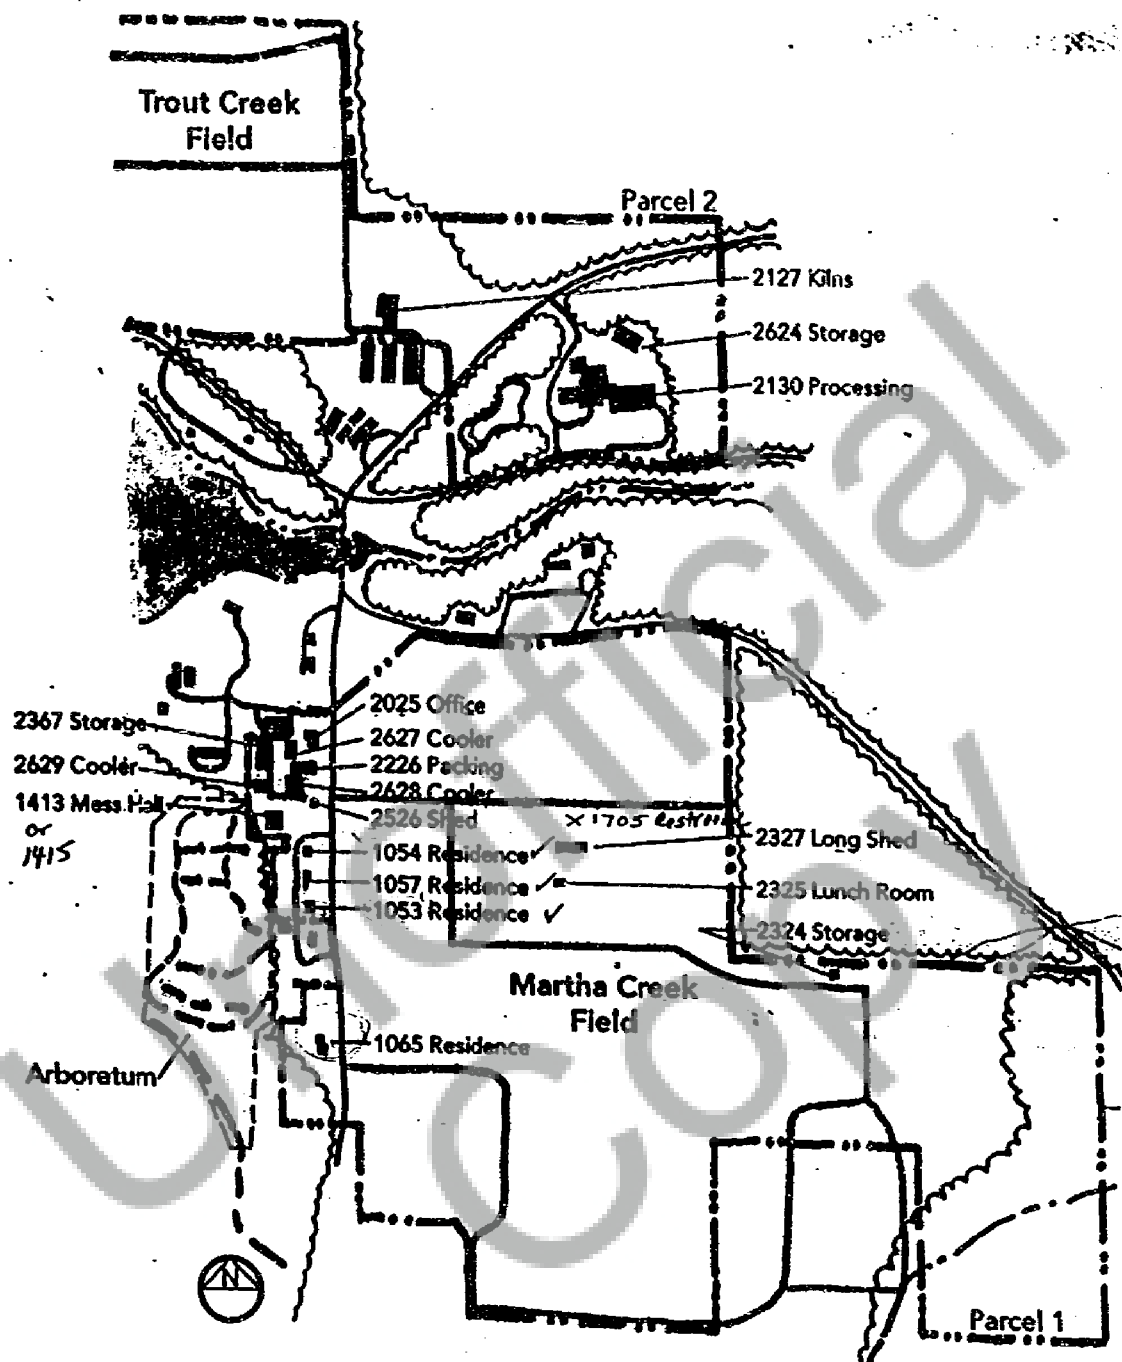 Trout Creek
Field
Parcel 2
2127 Kilns
2624 Storage
2130 Processing
2025 Office
2367 Storage
2627 Cooler
2629 Cooler
2226 Packing
2628 Cooler
1413 Mess Hall
or
1415
2526 Shed
X 1705 Restroom
2327 Long Shed
1054 Residence ✓
1057 Residence ✓
2325 Lunch Room
1053 Residence ✓
2324 Storage
Martha Creek
Field
1065 Residence
Arboretum
N
Parcel 1
Unofficial
Copy